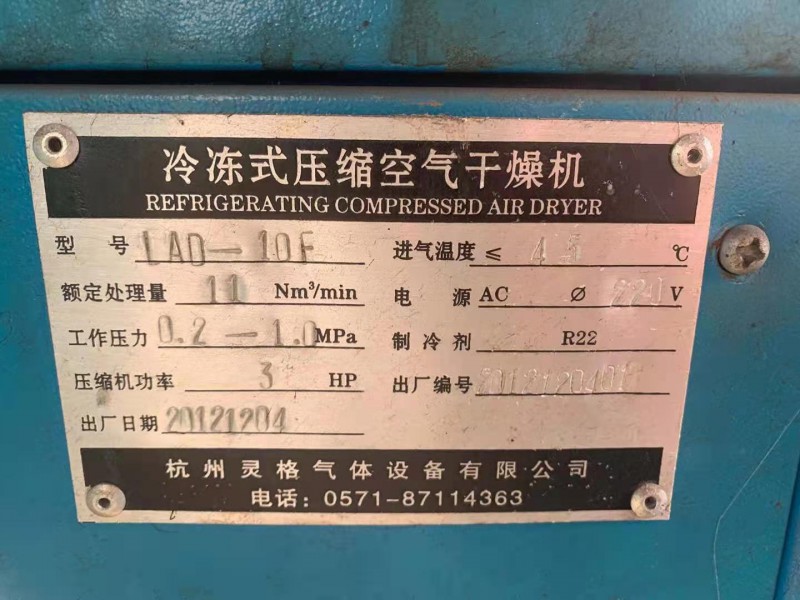 冷冻式压缩空气干燥机
REFRIGERATING COMPRESSED AIR DRYER
型 号 LAD-10F 进气温度 ≤ 45 ℃
额定处理量 11 Nm³/min 电 源 AC Ø 220 V
工作压力 0.2-1.0 MPa 制冷剂 R22
压缩机功率 3 HP 出厂编号
出厂日期 20121204
杭州灵格气体设备有限公司
电话: 0571-87114363